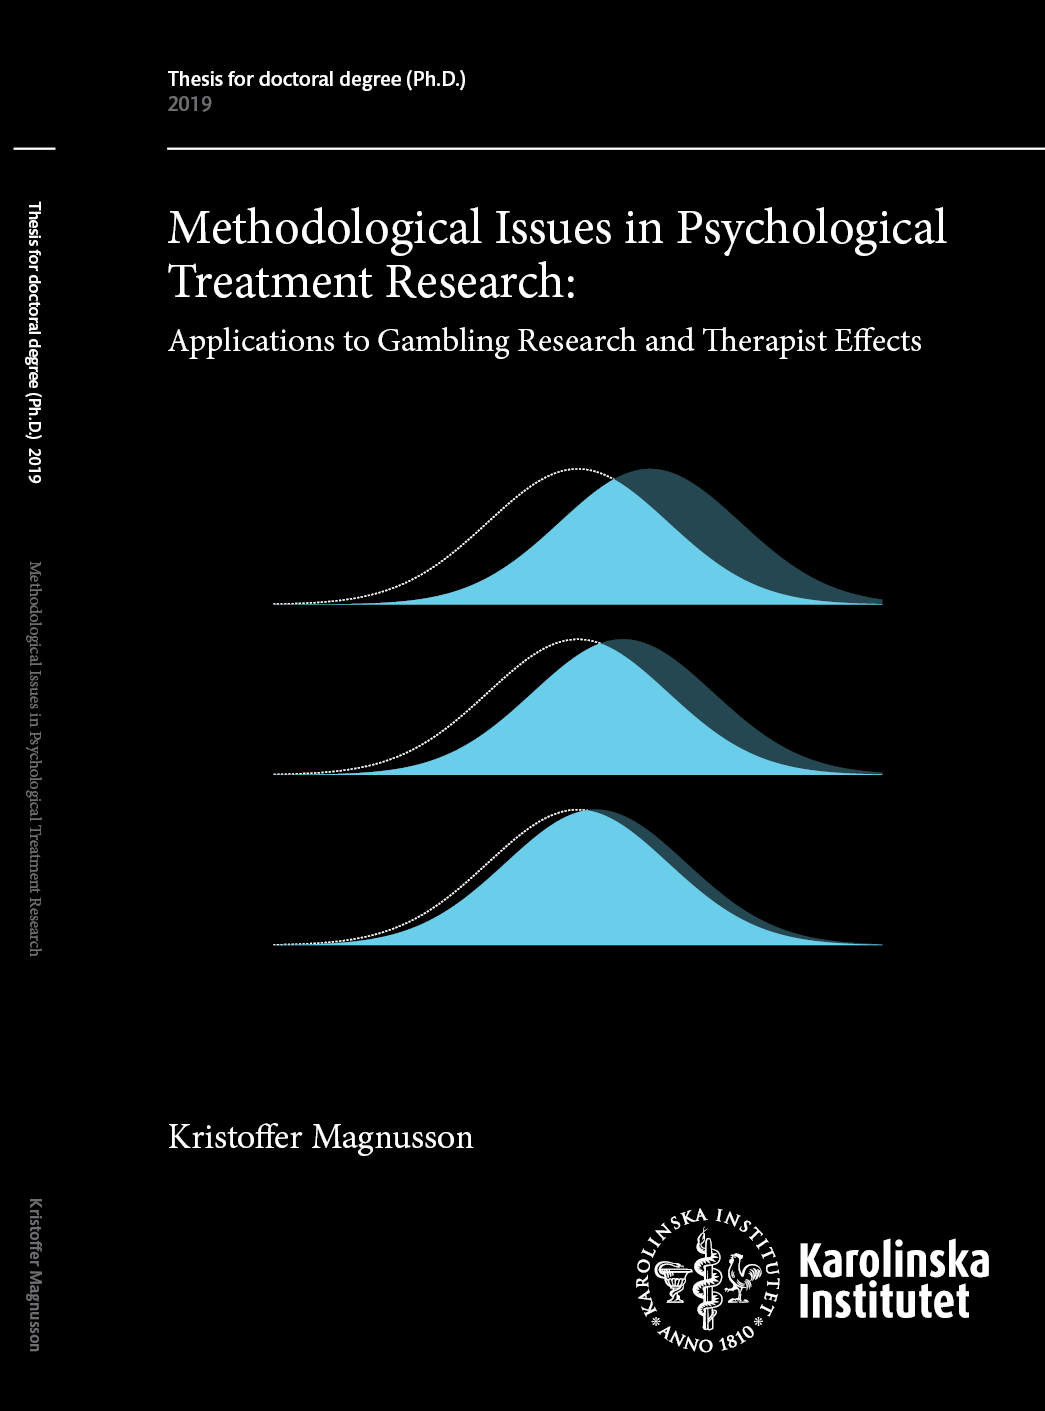 Thesis for doctoral degree (Ph.D.)
2019
Methodological Issues in Psychological
Treatment Research:
Applications to Gambling Research and Therapist Effects
Kristoffer Magnusson
KAROLINSKA INSTITUTET
ANNO 1810
Karolinska
Institutet
Thesis for doctoral degree (Ph.D.) 2019
Methodological Issues in Psychological Treatment Research
Kristoffer Magnusson